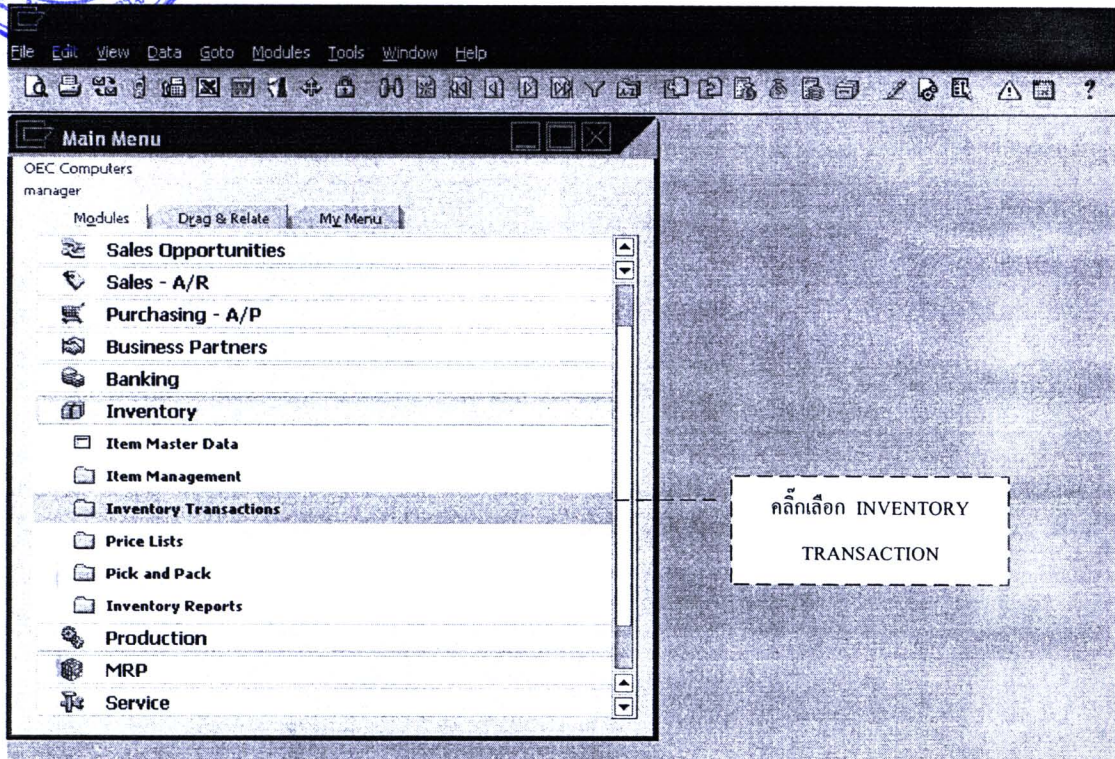 File Edit View Data Goto Modules Tools Window Help
Main Menu
OEC Computers
manager
Modules Drag & Relate My Menu
Sales Opportunities
Sales - A/R
Purchasing - A/P
Business Partners
Banking
Inventory
Item Master Data
Item Management
Inventory Transactions
Price Lists
Pick and Pack
Inventory Reports
Production
MRP
Service
คลิ๊กเลือก INVENTORY
TRANSACTION